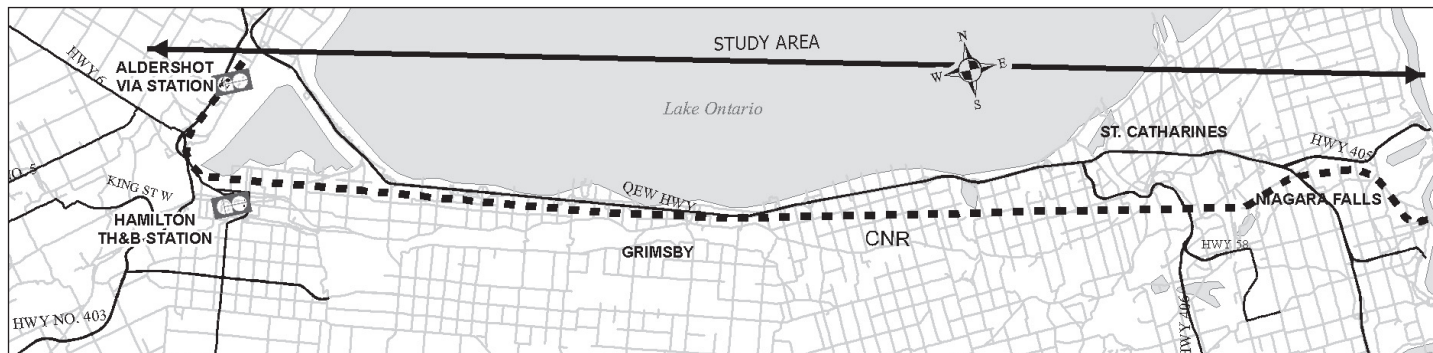 STUDY AREA
N
W
E
S
HWY 6
ALDERSHOT
VIA STATION
Lake Ontario
ST. CATHARINES
HWY 405
O. 5
KING ST W
QEW HWY
NIAGARA FALLS
HAMILTON
TH&B STATION
GRIMSBY
CNR
HWY 58
HWY NO. 403
HWY 406